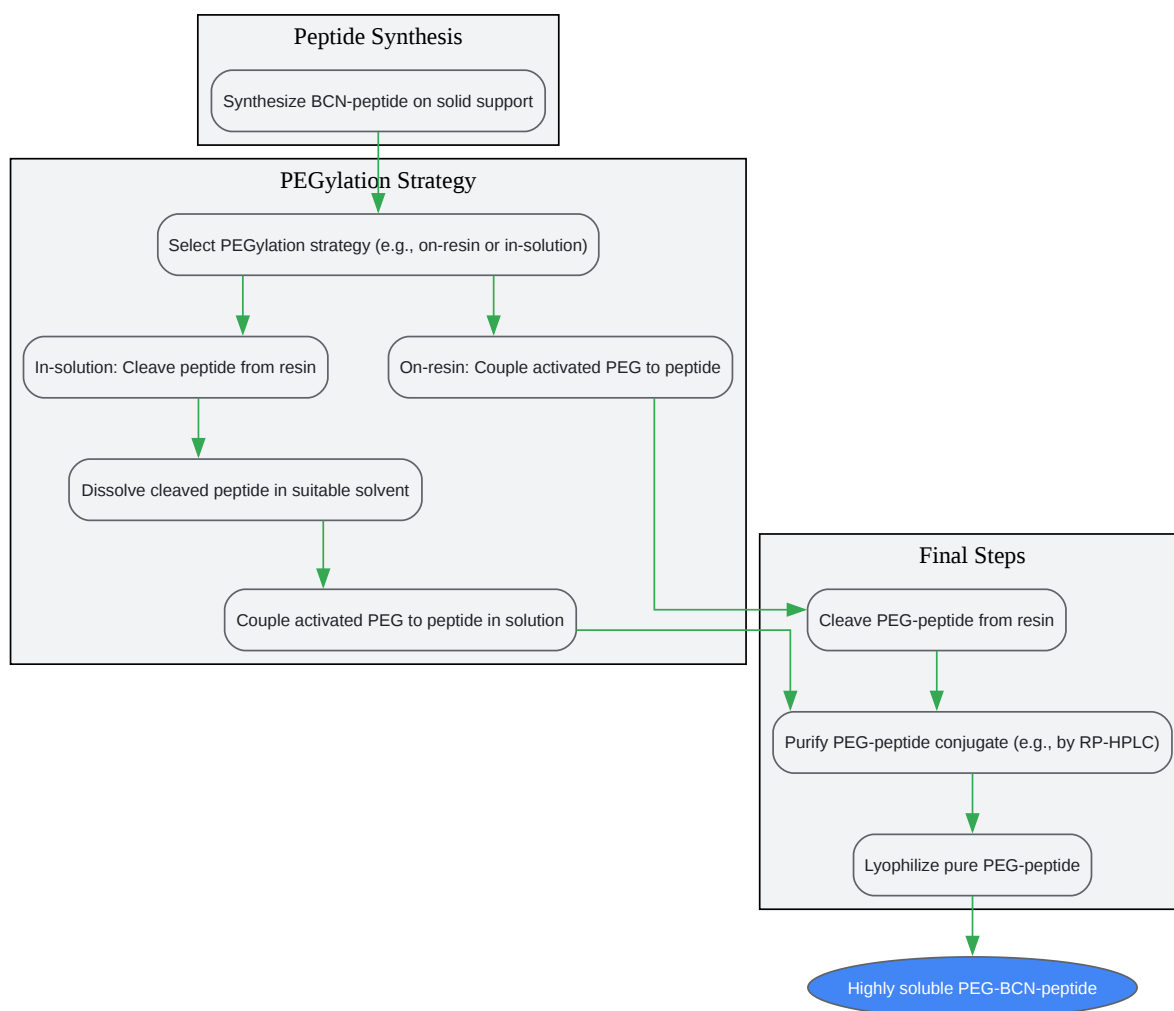 Peptide Synthesis
Synthesize BCN-peptide on solid support
PEGylation Strategy
Select PEGylation strategy (e.g., on-resin or in-solution)
In-solution: Cleave peptide from resin
On-resin: Couple activated PEG to peptide
Dissolve cleaved peptide in suitable solvent
Couple activated PEG to peptide in solution
Final Steps
Cleave PEG-peptide from resin
Purify PEG-peptide conjugate (e.g., by RP-HPLC)
Lyophilize pure PEG-peptide
Highly soluble PEG-BCN-peptide